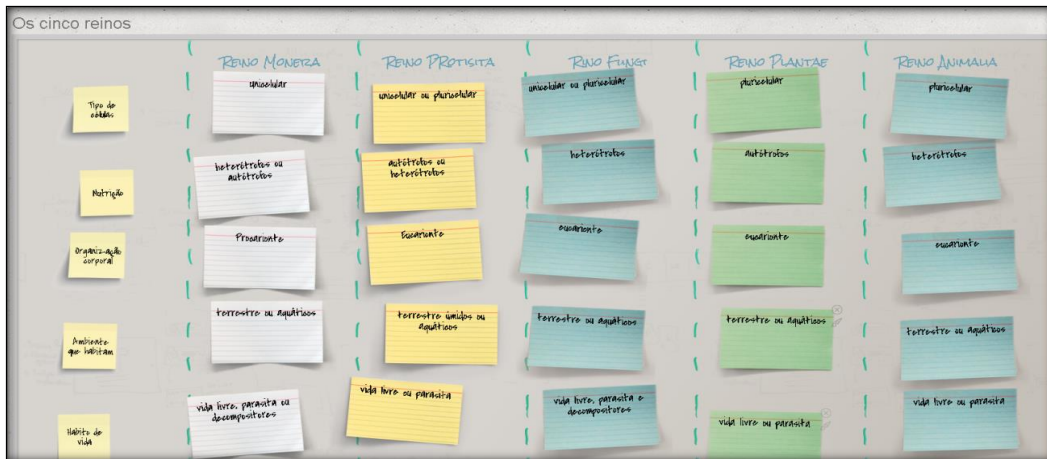 Os cinco reinos
Reino Monera
Reino Protisita
Rino Fungi
Reino Plantae
Reino Animalia
Tipo de
células
unicelular
unicelular ou pluricelular
unicelular ou pluricelular
pluricelular
pluricelular
Nutrição
heterótrofos ou
autótrofos
autótrofos ou
heterótrofos
heterótrofos
autótrofos
heterótrofos
Organização
corporal
Procarionte
Eucarionte
eucarionte
eucarionte
eucarionte
Ambiente
que habitam
terrestre ou aquáticos
terrestre úmidos ou
aquáticos
terrestre ou aquáticos
terrestre ou aquáticos
terrestre ou aquáticos
Habito de
vida
vida livre, parasita ou
decompositores
vida livre ou parasita
vida livre, parasita e
decompositores
vida livre ou parasita
vida livre ou parasita